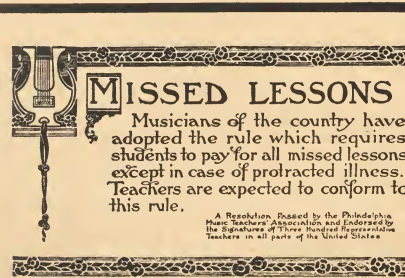 MISSED LESSONS
Musicians of the country have
adopted the rule which requires
students to pay for all missed lessons
except in case of protracted illness.
Teachers are expected to conform to
this rule.
A Resolution Passed by the Philadelphia
Music Teachers' Association and Endorsed by
the Signatures of Three Hundred Representative
Teachers in all parts of the United States